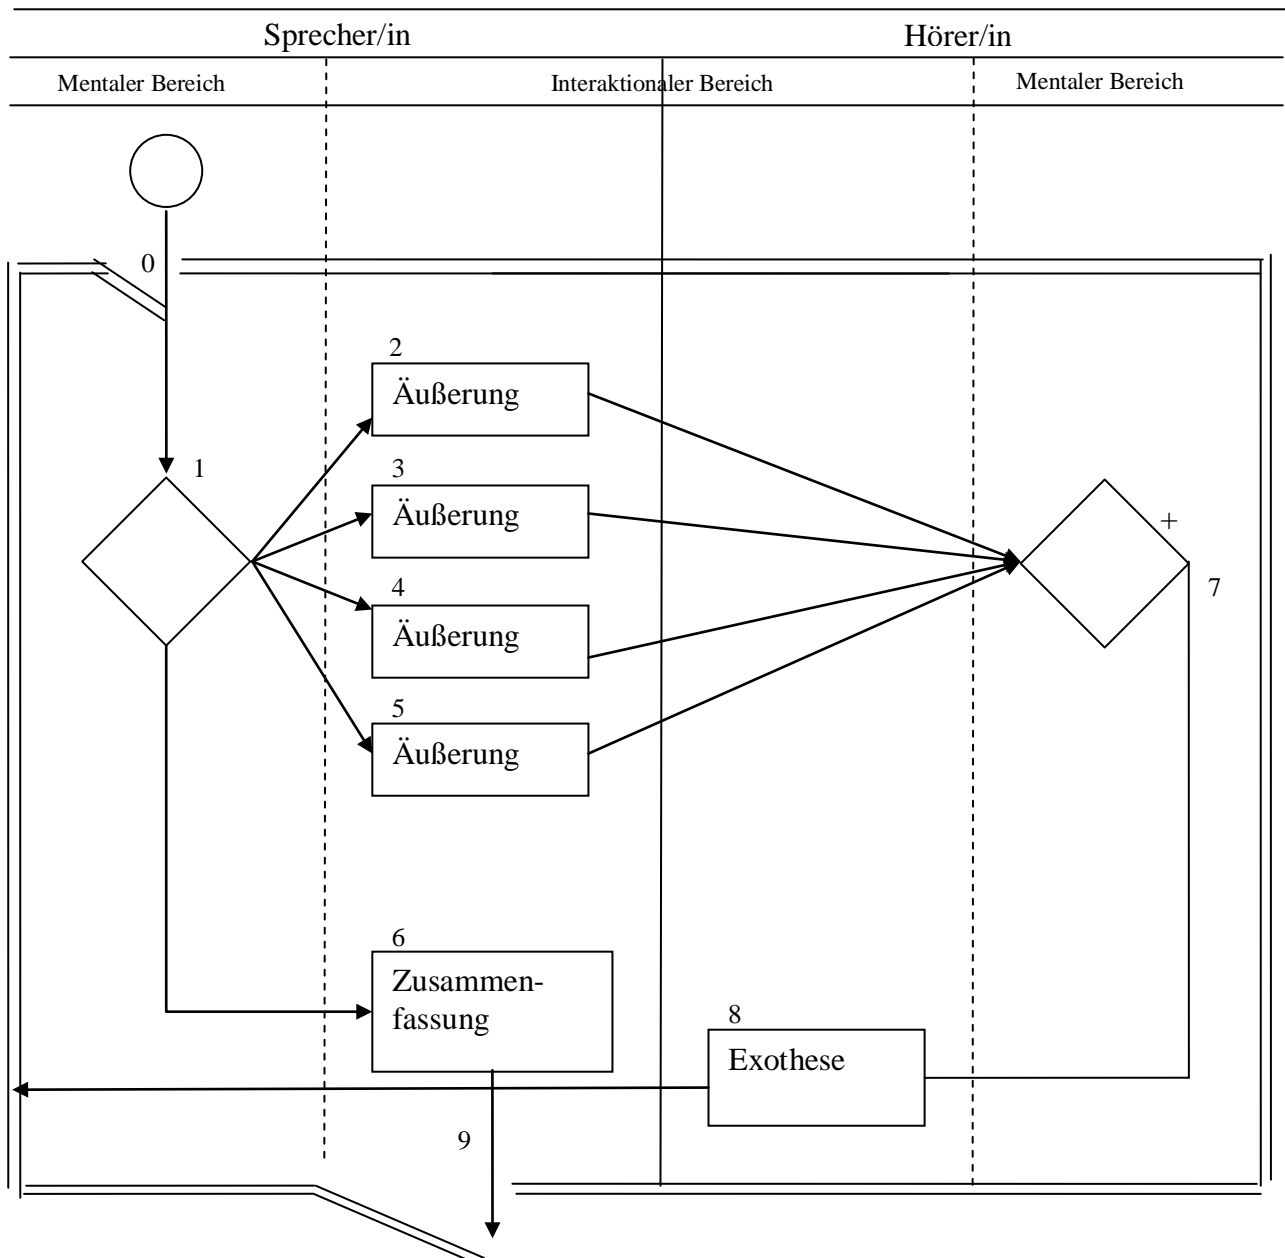 Sprecher/in
Hörer/in
Mentaler Bereich
Interaktionaler Bereich
Mentaler Bereich
0
2
Äußerung
1
3
Äußerung
+
7
4
Äußerung
5
Äußerung
6
Zusammen-
fassung
8
Exothese
9